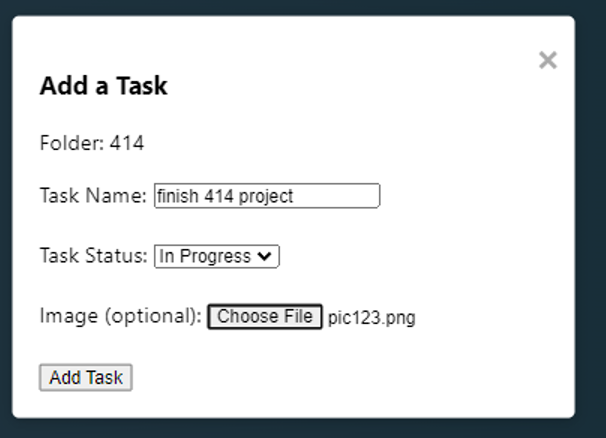 ×
Add a Task
Folder: 414
Task Name: finish 414 project
Task Status: In Progress
Image (optional): Choose File pic123.png
Add Task